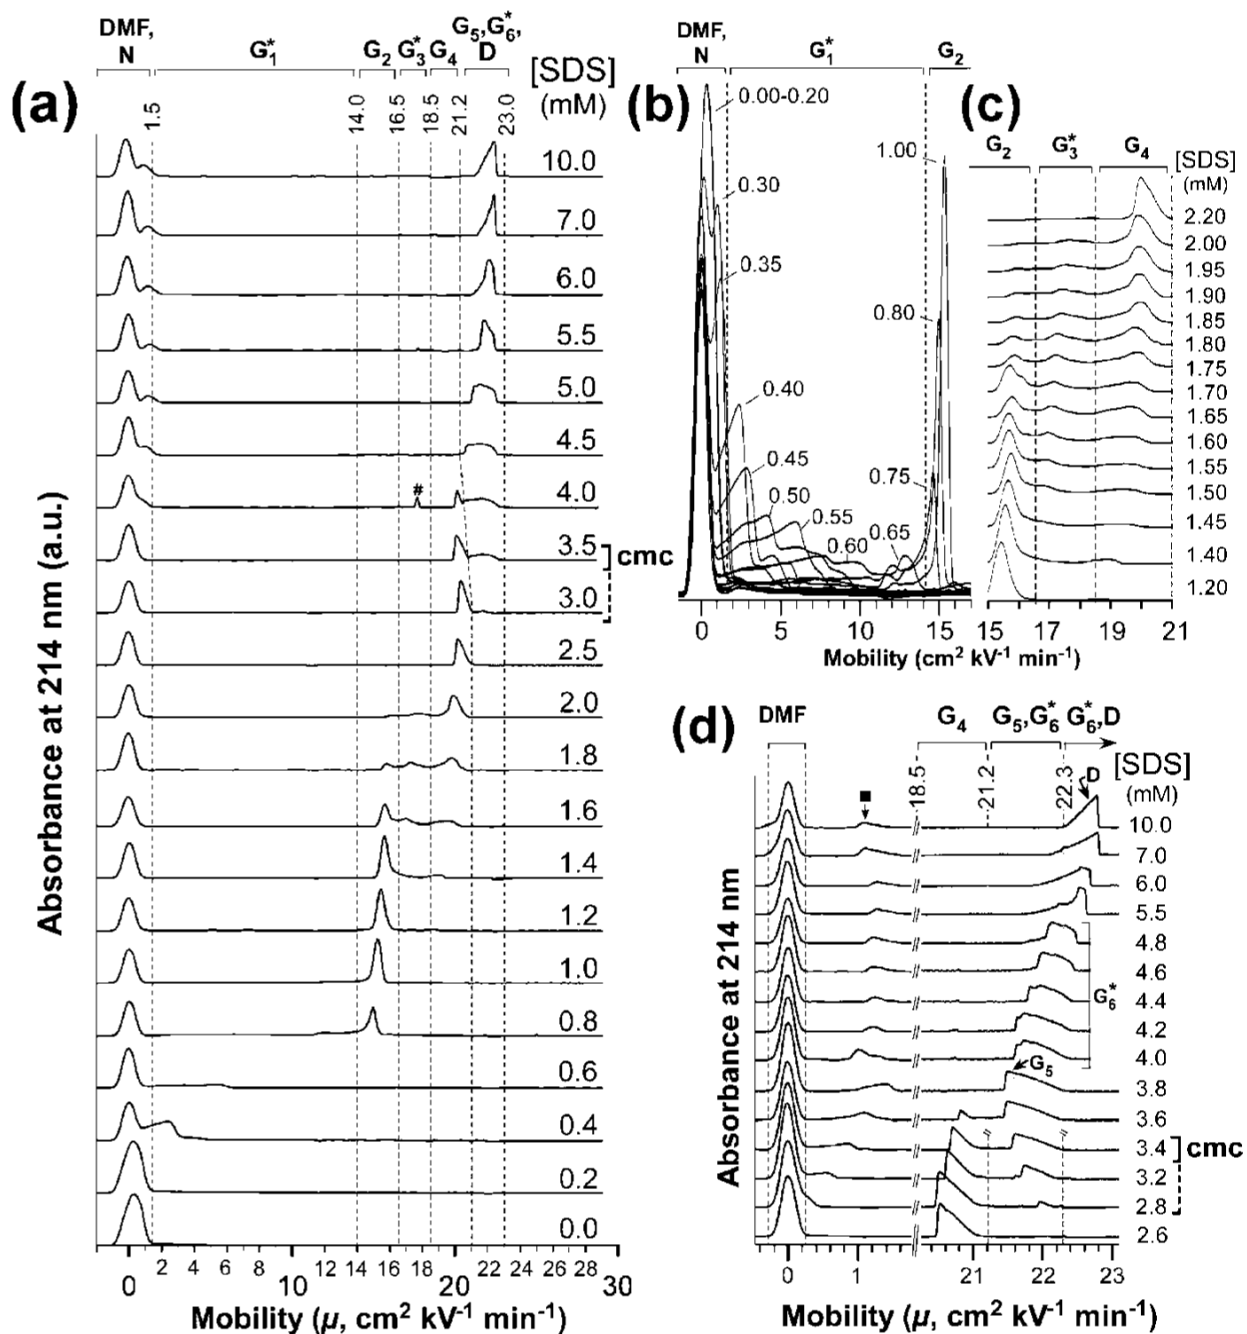 (a)
DMF,
N
G1*
G2
G3*
G4
G5,G6*,
D
[SDS]
(mM)
1.5
14.0
16.5
18.5
21.2
23.0
10.0
7.0
6.0
5.5
5.0
4.5
#
4.0
3.5
cmc
3.0
2.5
2.0
1.8
1.6
1.4
1.2
1.0
0.8
0.6
0.4
0.2
0.0
Absorbance at 214 nm (a.u.)
0 2 4 6 8 10 12 14 16 18 20 22 24 26 28 30
Mobility (μ, cm² kV⁻¹ min⁻¹)
(b)
DMF,
N
G1*
G2
0.00-0.20
0.30
0.35
0.40
0.45
0.50
0.55
0.60
0.65
0.75
0.80
1.00
0 5 10 15
(c)
G2
G3*
G4
[SDS]
(mM)
2.20
2.00
1.95
1.90
1.85
1.80
1.75
1.70
1.65
1.60
1.55
1.50
1.45
1.40
1.20
15 17 19 21
Mobility (cm² kV⁻¹ min⁻¹)
(d)
DMF
G4
G5,G6*
G6*,D
[SDS]
(mM)
18.5
21.2
22.3
D
■
10.0
7.0
6.0
5.5
4.8
4.6
4.4
G6*
4.2
4.0
G5
3.8
3.6
3.4
cmc
3.2
2.8
2.6
Absorbance at 214 nm
0 1 21 22 23
Mobility (μ, cm² kV⁻¹ min⁻¹)